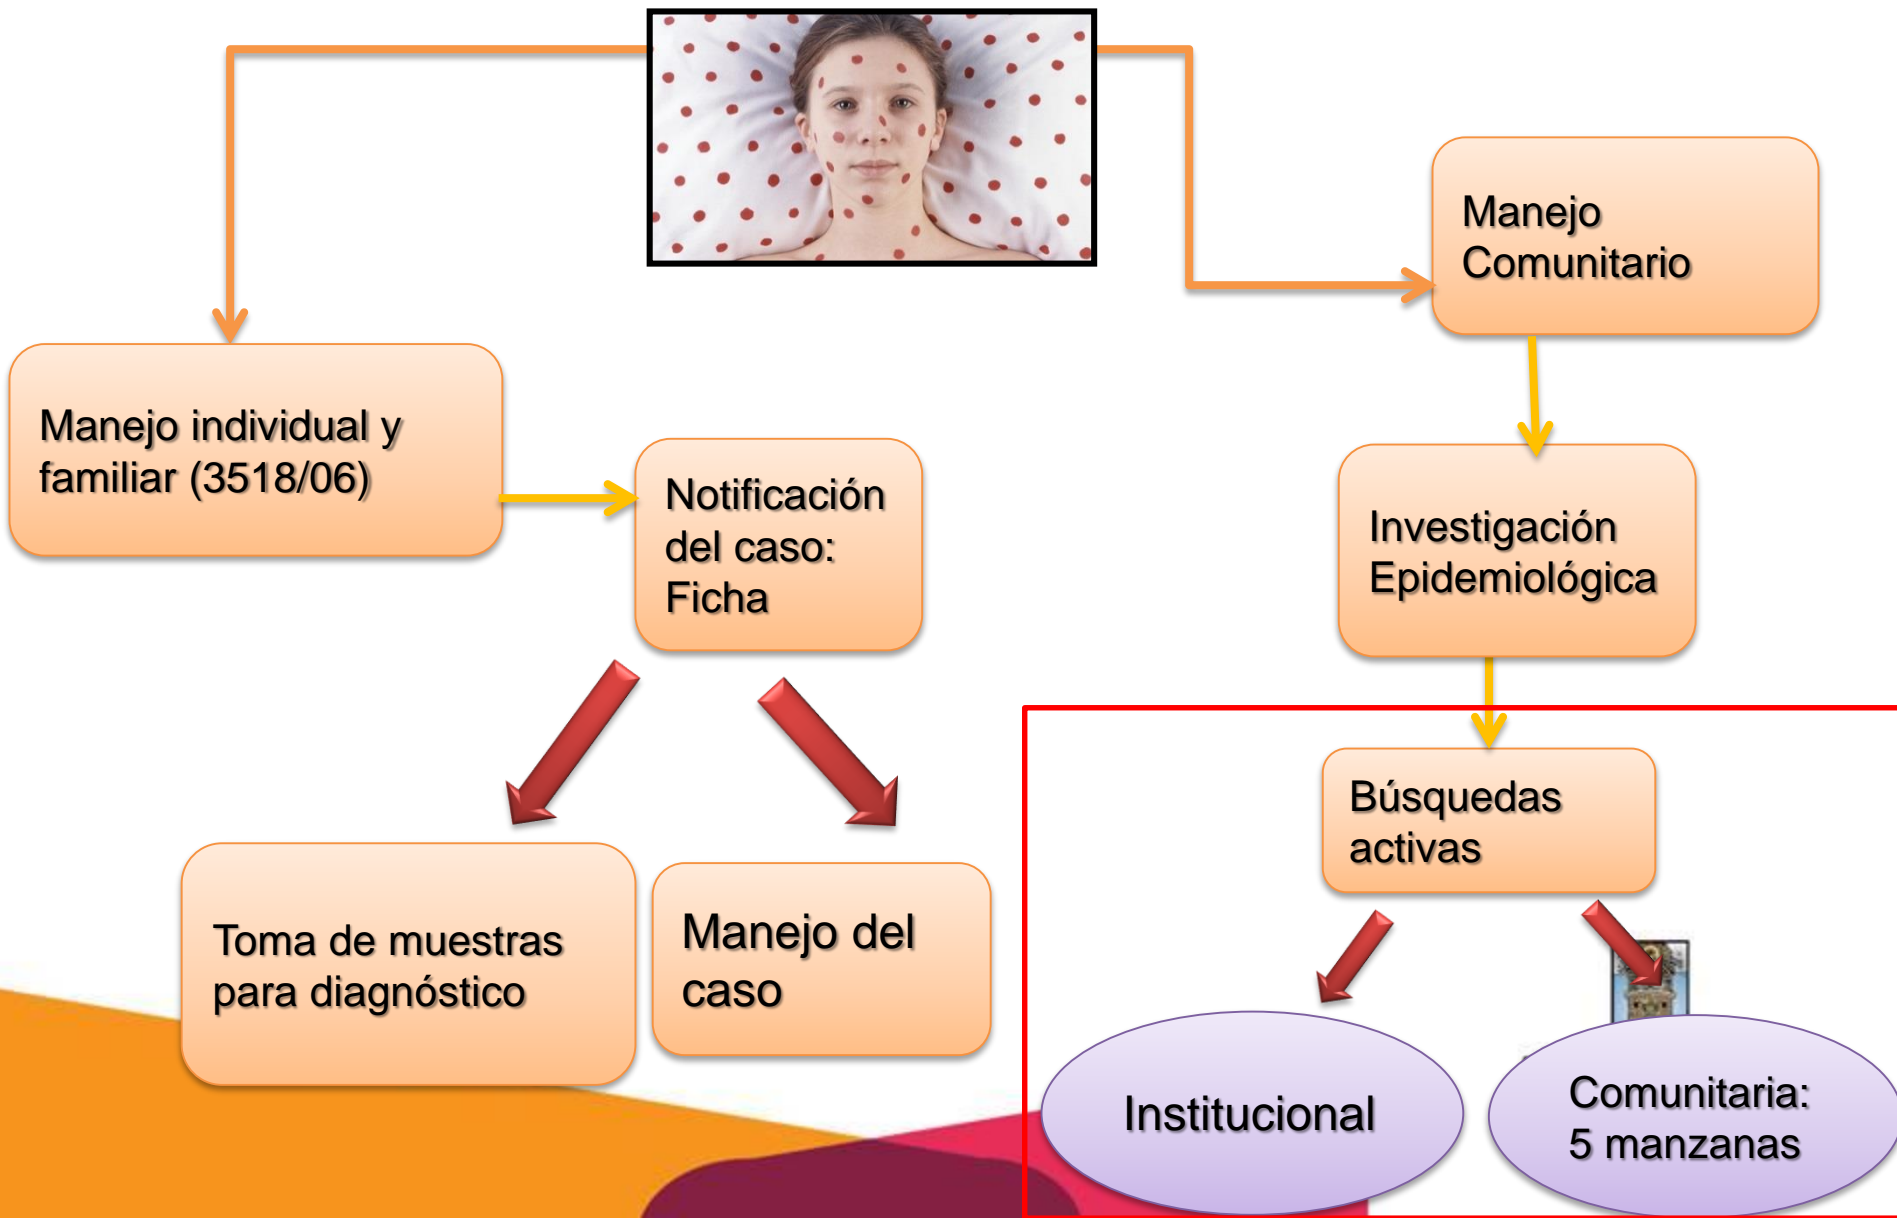 Manejo
Comunitario
Manejo individual y
familiar (3518/06)
Notificación
del caso:
Ficha
Investigación
Epidemiológica
Búsquedas
activas
Toma de muestras
para diagnóstico
Manejo del
caso
Institucional
Comunitaria:
5 manzanas